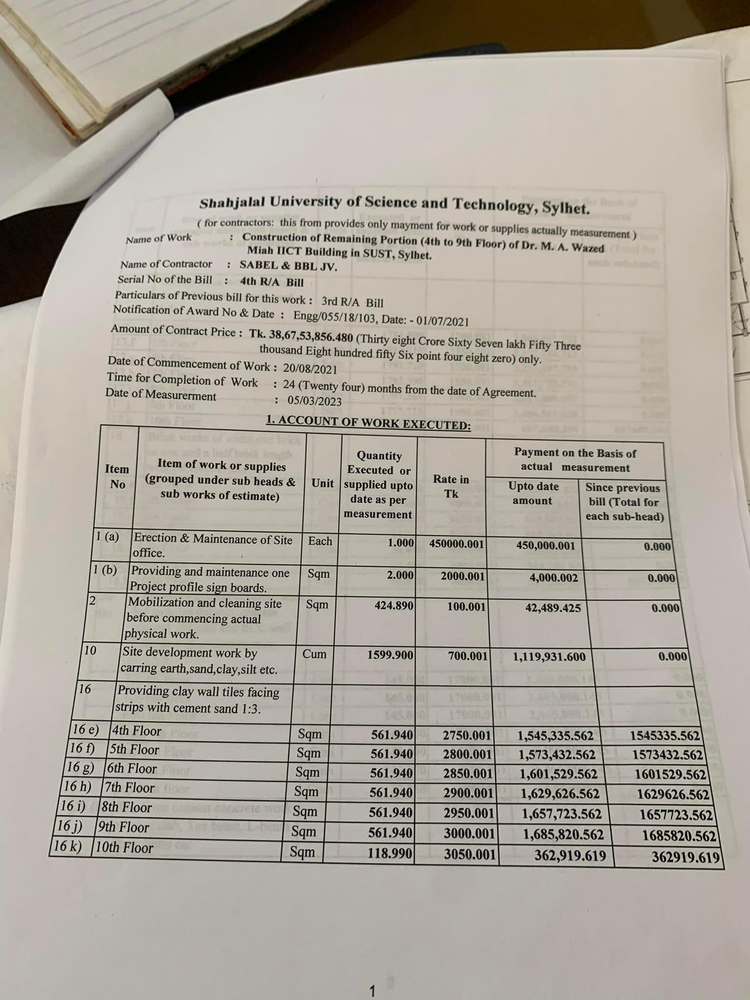 Shahjalal University of Science and Technology, Sylhet.
( for contractors: this from provides only mayment for work or supplies actually measurement )
Name of Work : Construction of Remaining Portion (4th to 9th Floor) of Dr. M. A. Wazed
Miah IICT Building in SUST, Sylhet.
Name of Contractor : SABEL & BBL JV.
Serial No of the Bill : 4th R/A Bill
Particulars of Previous bill for this work : 3rd R/A Bill
Notification of Award No & Date : Engg/055/18/103, Date: - 01/07/2021
Amount of Contract Price : Tk. 38,67,53,856.480 (Thirty eight Crore Sixty Seven lakh Fifty Three
thousand Eight hundred fifty Six point four eight zero) only.
Date of Commencement of Work : 20/08/2021
Time for Completion of Work : 24 (Twenty four) months from the date of Agreement.
Date of Measurerment : 05/03/2023
1. ACCOUNT OF WORK EXECUTED:
Item No
Item of work or supplies
(grouped under sub heads &
sub works of estimate)
Unit
Quantity
Executed or
supplied upto
date as per
measurement
Rate in
Tk
Payment on the Basis of
actual measurement
Upto date
amount
Since previous
bill (Total for
each sub-head)
1 (a) Erection & Maintenance of Site Each 1.000 450000.001 450,000.001 0.000
office.
1 (b) Providing and maintenance one Sqm 2.000 2000.001 4,000.002 0.000
Project profile sign boards.
2 Mobilization and cleaning site Sqm 424.890 100.001 42,489.425 0.000
before commencing actual
physical work.
10 Site development work by Cum 1599.900 700.001 1,119,931.600 0.000
carring earth,sand,clay,silt etc.
16 Providing clay wall tiles facing
strips with cement sand 1:3.
16 e) 4th Floor Sqm 561.940 2750.001 1,545,335.562 1545335.562
16 f) 5th Floor Sqm 561.940 2800.001 1,573,432.562 1573432.562
16 g) 6th Floor Sqm 561.940 2850.001 1,601,529.562 1601529.562
16 h) 7th Floor Sqm 561.940 2900.001 1,629,626.562 1629626.562
16 i) 8th Floor Sqm 561.940 2950.001 1,657,723.562 1657723.562
16 j) 9th Floor Sqm 561.940 3000.001 1,685,820.562 1685820.562
16 k) 10th Floor Sqm 118.990 3050.001 362,919.619 362919.619
1